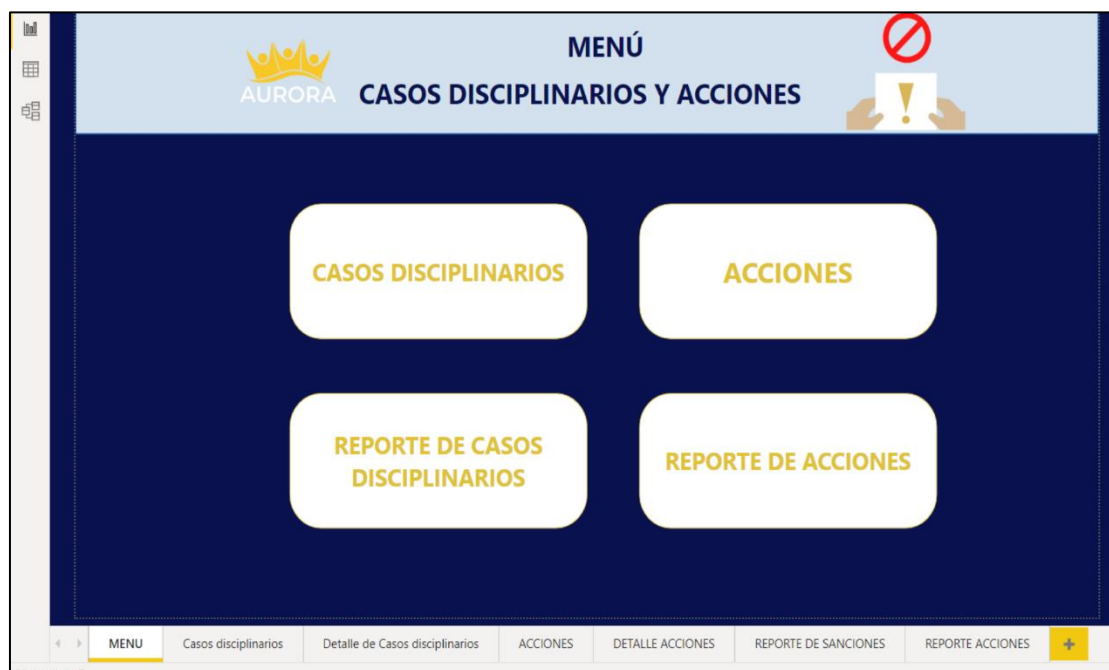 MENÚ
AURORA
CASOS DISCIPLINARIOS Y ACCIONES
CASOS DISCIPLINARIOS
ACCIONES
REPORTE DE CASOS
DISCIPLINARIOS
REPORTE DE ACCIONES
MENU
Casos disciplinarios
Detalle de Casos disciplinarios
ACCIONES
DETALLE ACCIONES
REPORTE DE SANCIONES
REPORTE ACCIONES